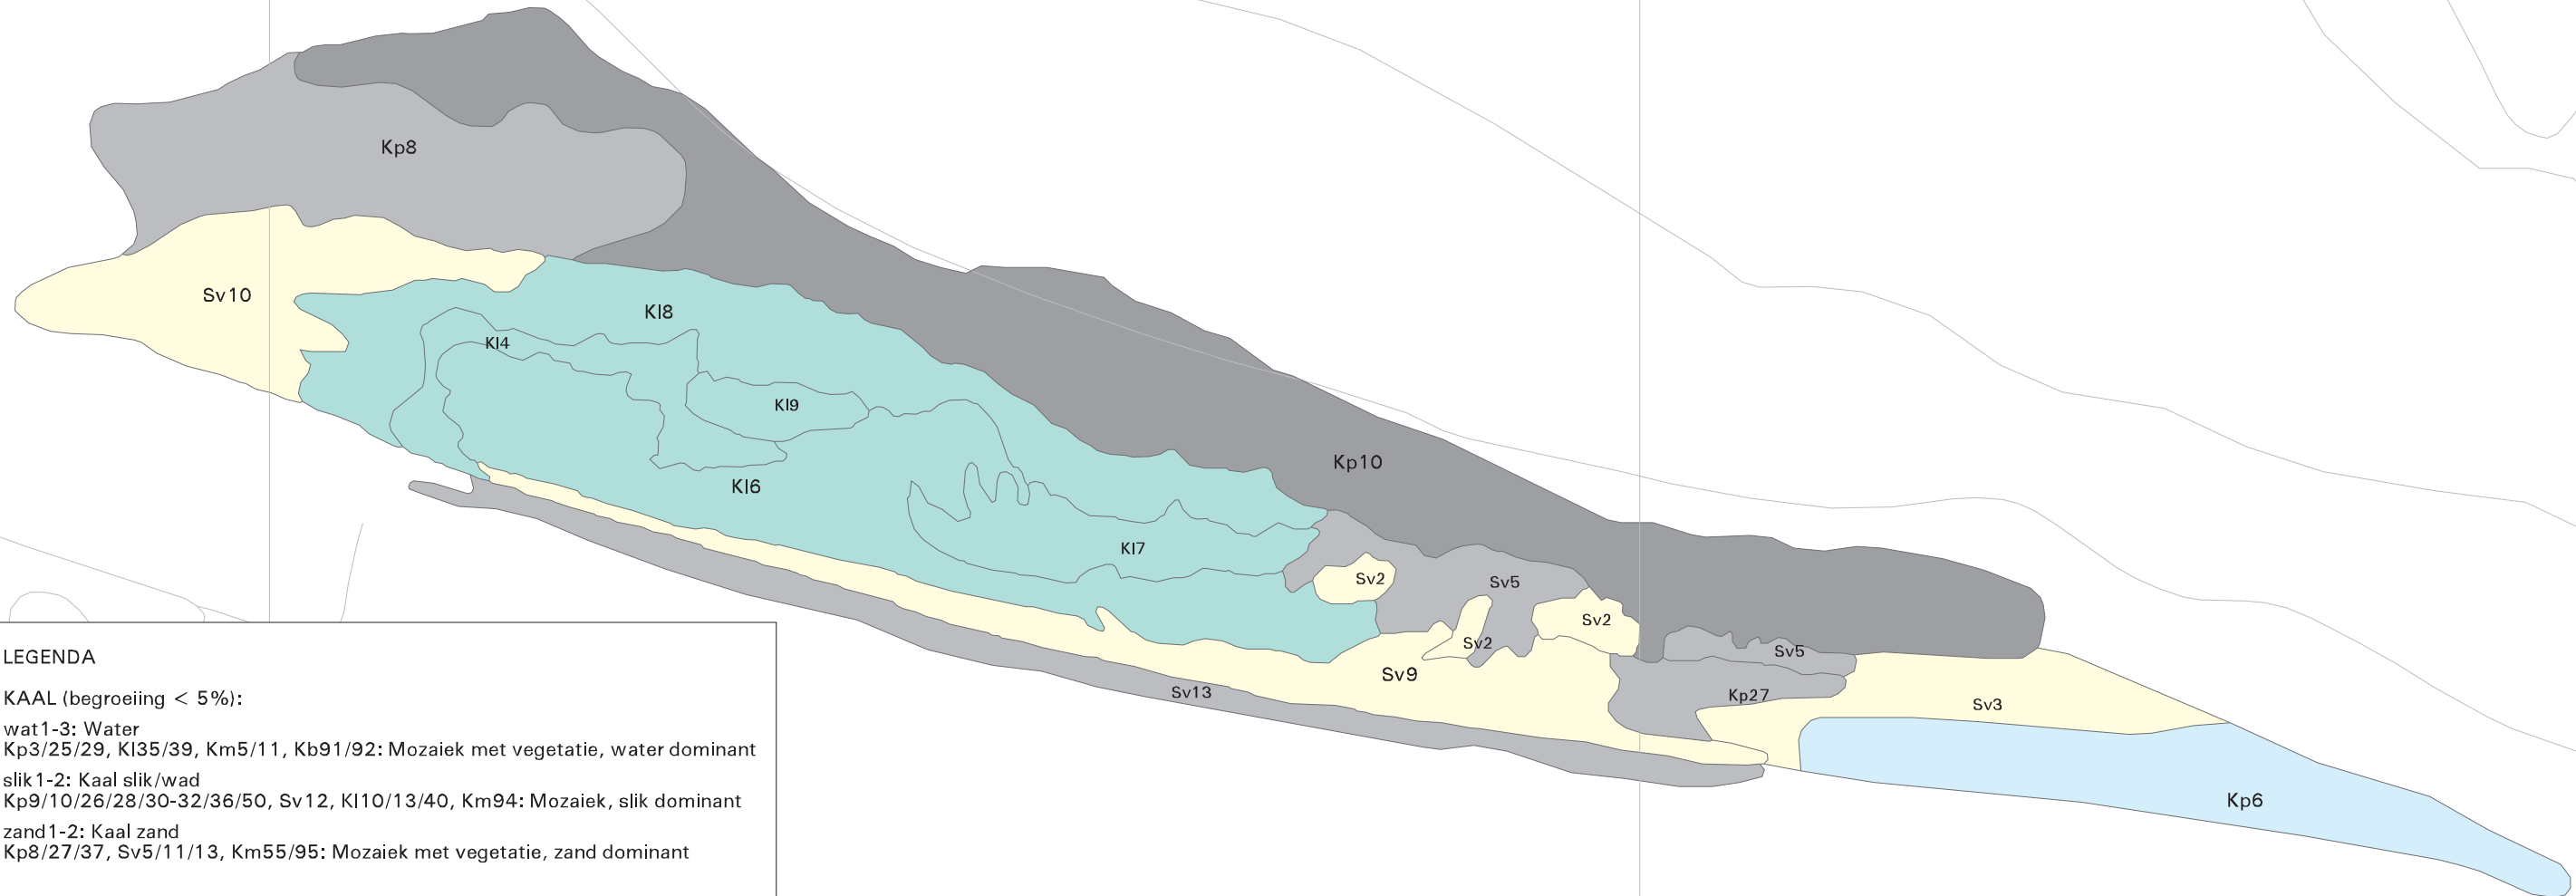 Kp8
Sv10
Kl8
Kl4
Kl9
Kp10
Kl6
Kl7
Sv2
Sv5
Sv2
Sv2
Sv5
Sv9
Sv13
Kp27
Sv3
Kp6
LEGENDA
KAAL (begroeiing < 5%):
wat1-3: Water
Kp3/25/29, Kl35/39, Km5/11, Kb91/92: Mozaiek met vegetatie, water dominant
slik1-2: Kaal slik/wad
Kp9/10/26/28/30-32/36/50, Sv12, Kl10/13/40, Km94: Mozaiek, slik dominant
zand1-2: Kaal zand
Kp8/27/37, Sv5/11/13, Km55/95: Mozaiek met vegetatie, zand dominant